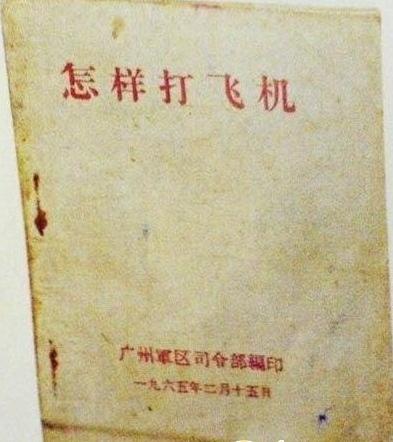 怎样打飞机
广州軍区司令部編印
一九六五年二月十五日